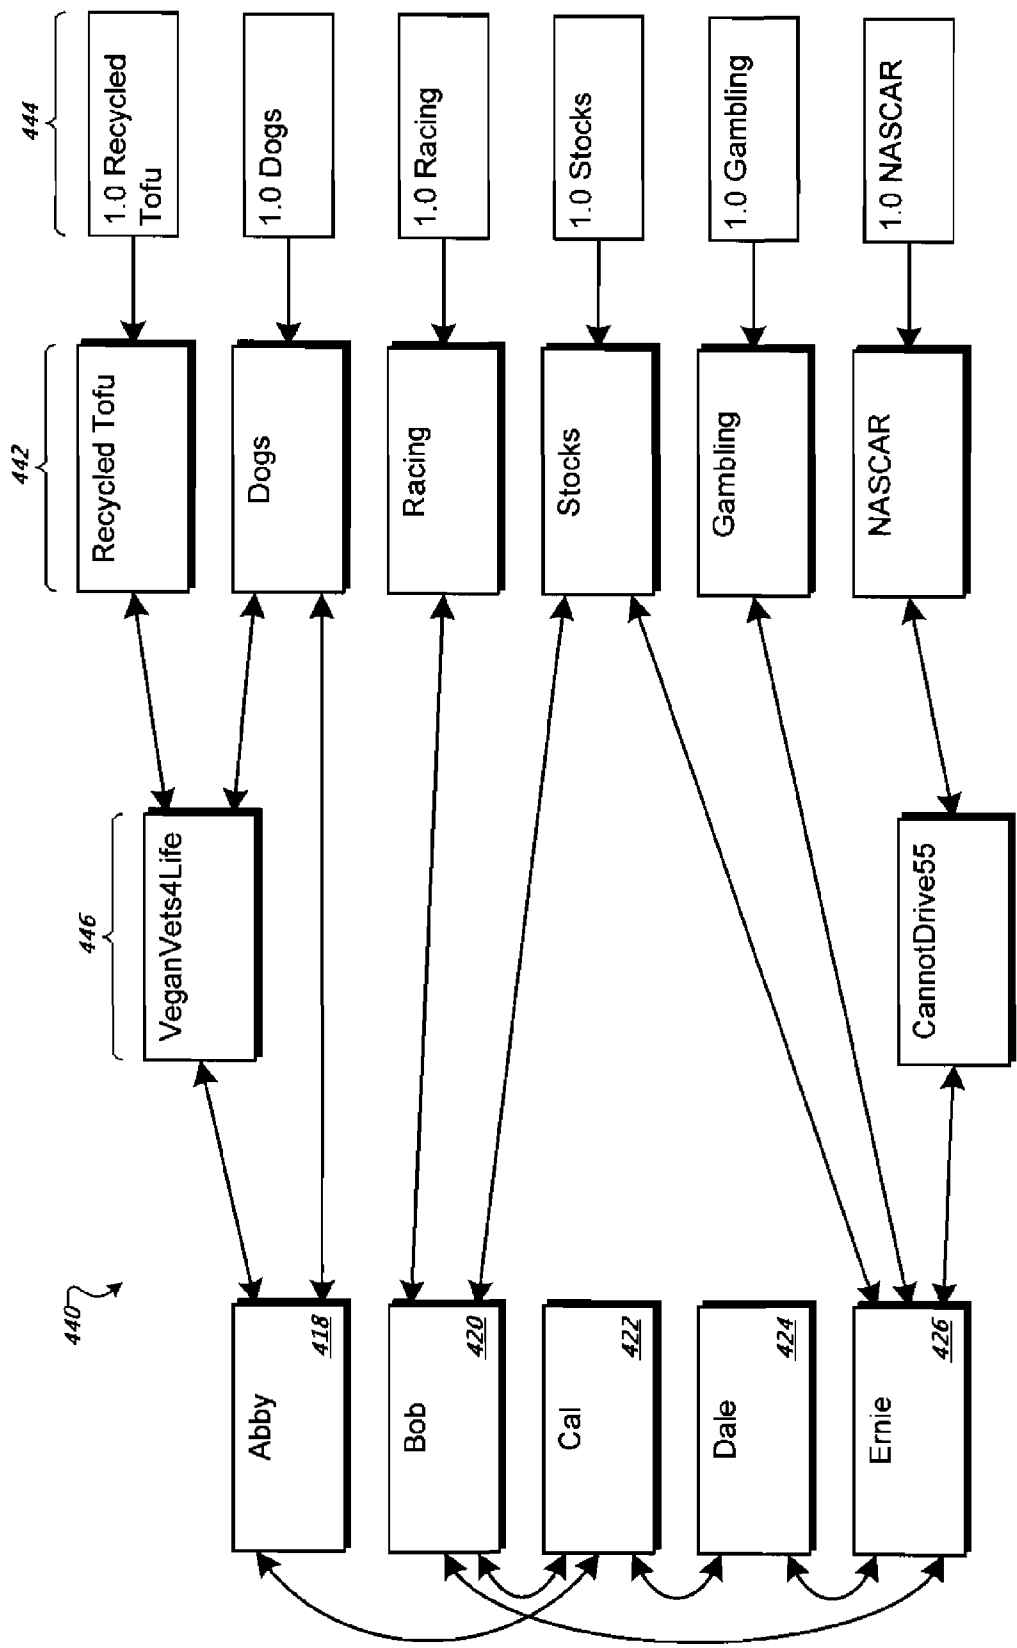 440
446
442
444
VeganVets4Life
Recycled Tofu
1.0 Recycled
Tofu
Abby
418
Dogs
1.0 Dogs
Bob
420
Racing
1.0 Racing
Cal
422
Stocks
1.0 Stocks
Dale
424
Gambling
1.0 Gambling
Ernie
426
CannotDrive55
NASCAR
1.0 NASCAR